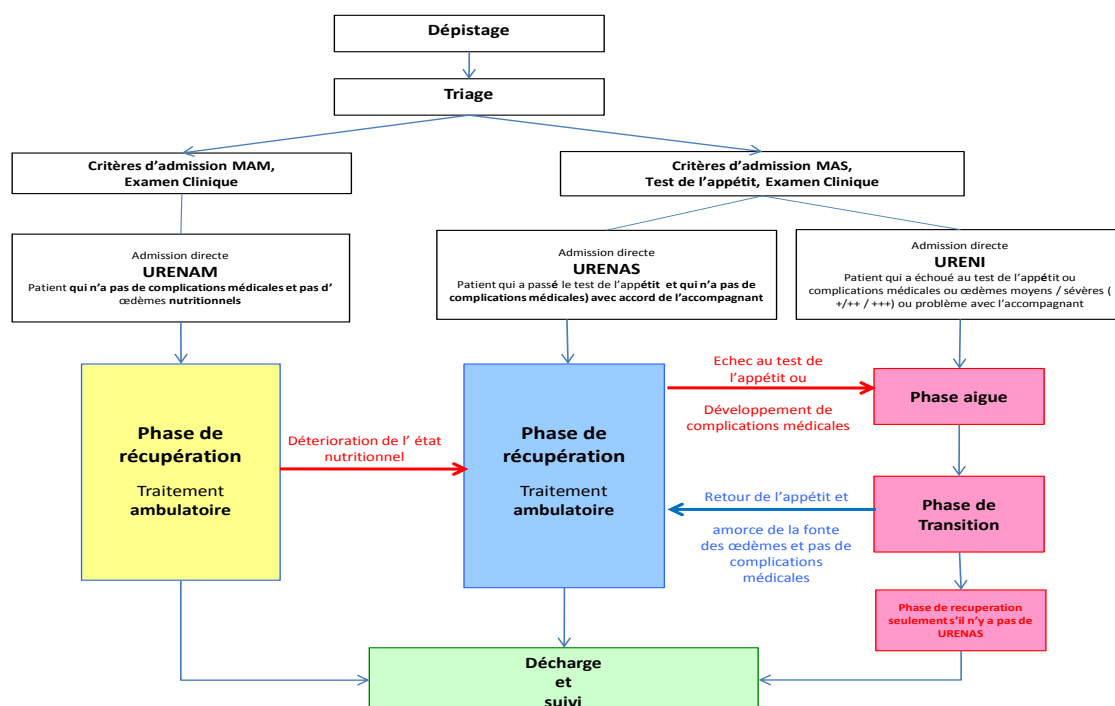 Dépistage
Triage
Critères d'admission MAM,
Examen Clinique
Critères d'admission MAS,
Test de l'appétit, Examen Clinique
Admission directe
URENAM
Patient qui n'a pas de complications médicales et pas d'
œdèmes nutritionnels
Admission directe
URENAS
Patient qui a passé le test de l'appétit et qui n'a pas de
complications médicales) avec accord de l'accompagnant
Admission directe
URENI
Patient qui a échoué au test de l'appétit ou
complications médicales ou œdèmes moyens / sévères (
+/++ / +++) ou problème avec l'accompagnant
Phase de
récupération
Traitement
ambulatoire
Déterioration de l' état
nutritionnel
Phase de
récupération
Traitement
ambulatoire
Echec au test de
l'appétit ou
Développement de
complications médicales
Retour de l'appétit et
amorce de la fonte
des œdèmes et pas de
complications
médicales
Phase aigue
Phase de
Transition
Phase de recuperation
seulement s'il n'y a pas de
URENAS
Décharge
et
suivi